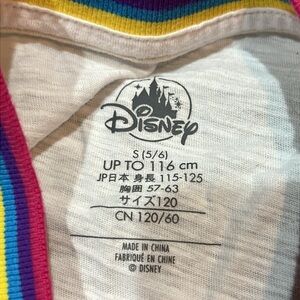 Disney
S (5/6)
UP TO 116 cm
JP日本 身長 115-125
胸囲 57-63
サイズ120
CN 120/60
MADE IN CHINA
FABRIQUÉ EN CHINE
© DISNEY